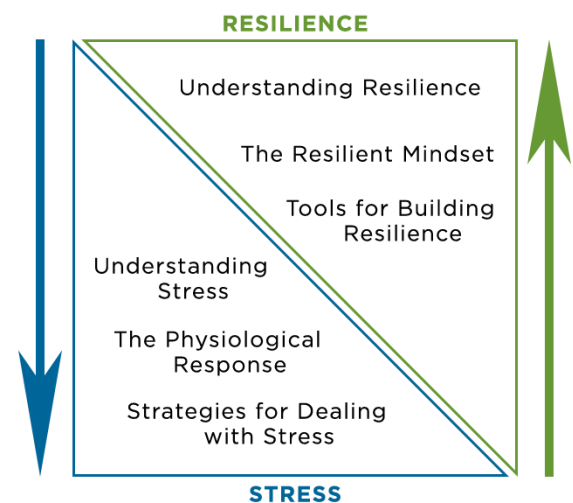 RESILIENCE
Understanding Resilience
The Resilient Mindset
Tools for Building
Resilience
Understanding
Stress
The Physiological
Response
Strategies for Dealing
with Stress
STRESS